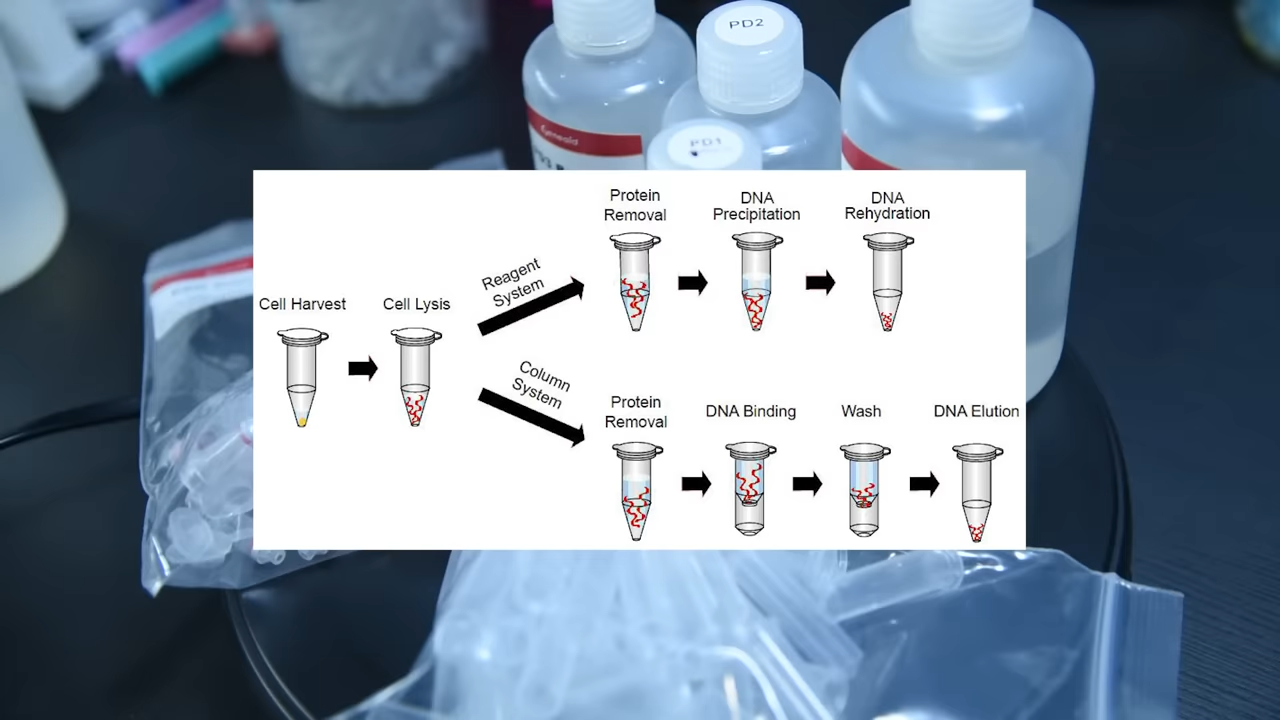 PD2
PD1
Geneaid
Protein
Removal
DNA
Precipitation
DNA
Rehydration
Reagent
System
Cell Harvest
Cell Lysis
Column
System
Protein
Removal
DNA Binding
Wash
DNA Elution